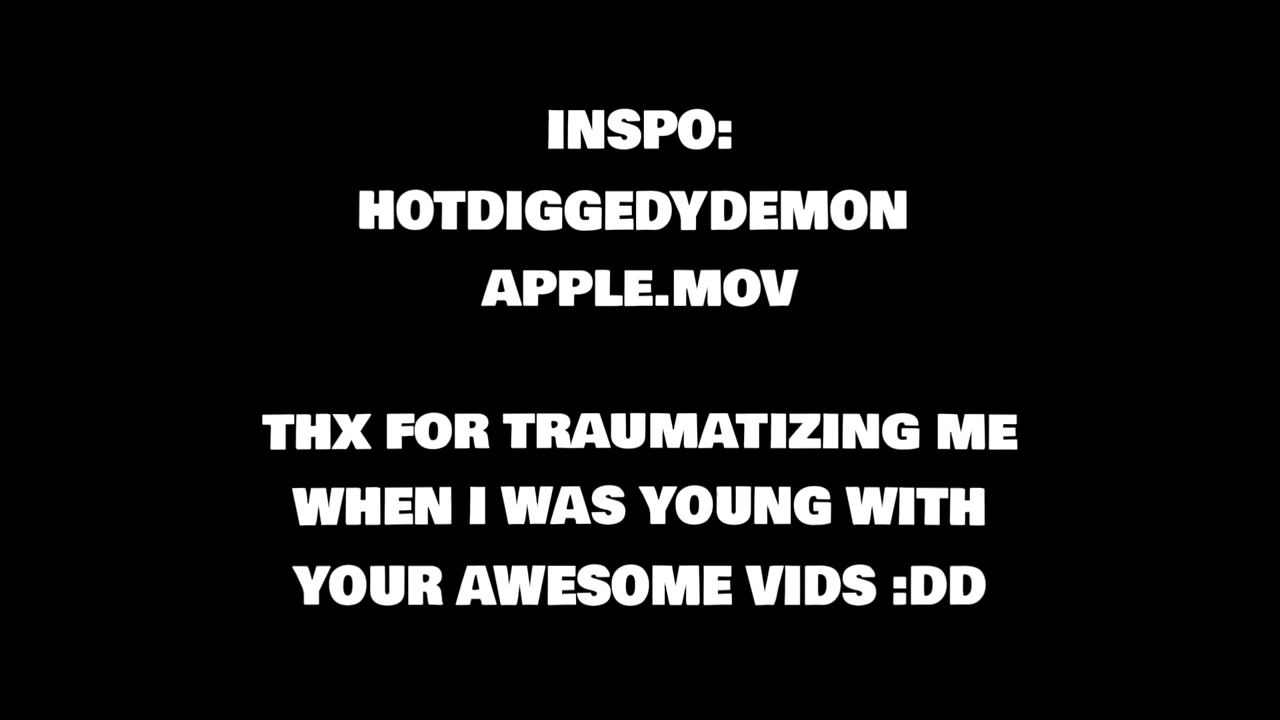 INSPO:
HOTDIGGEDYDEMON
APPLE.MOV
THX FOR TRAUMATIZING ME
WHEN I WAS YOUNG WITH
YOUR AWESOME VIDS :DD